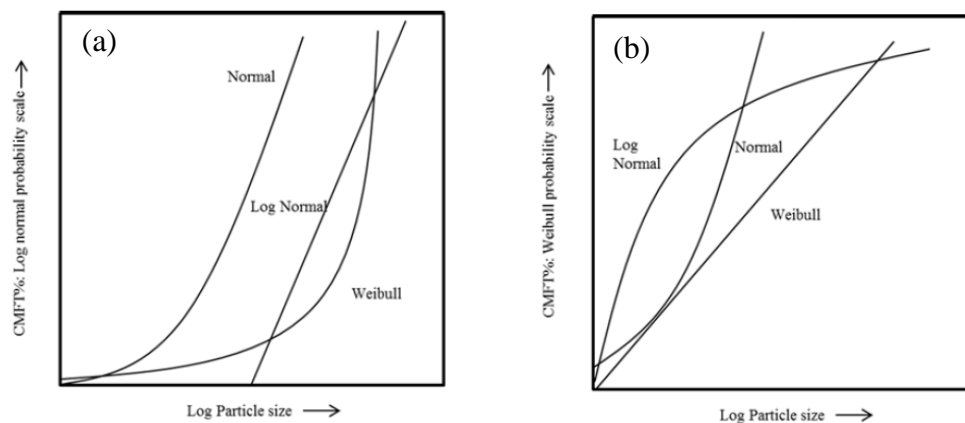 (a)
CMFT%: Log normal probability scale
Normal
Log Normal
Weibull
Log Particle size
(b)
CMFT%: Weibull probability scale
Log
Normal
Normal
Weibull
Log Particle size